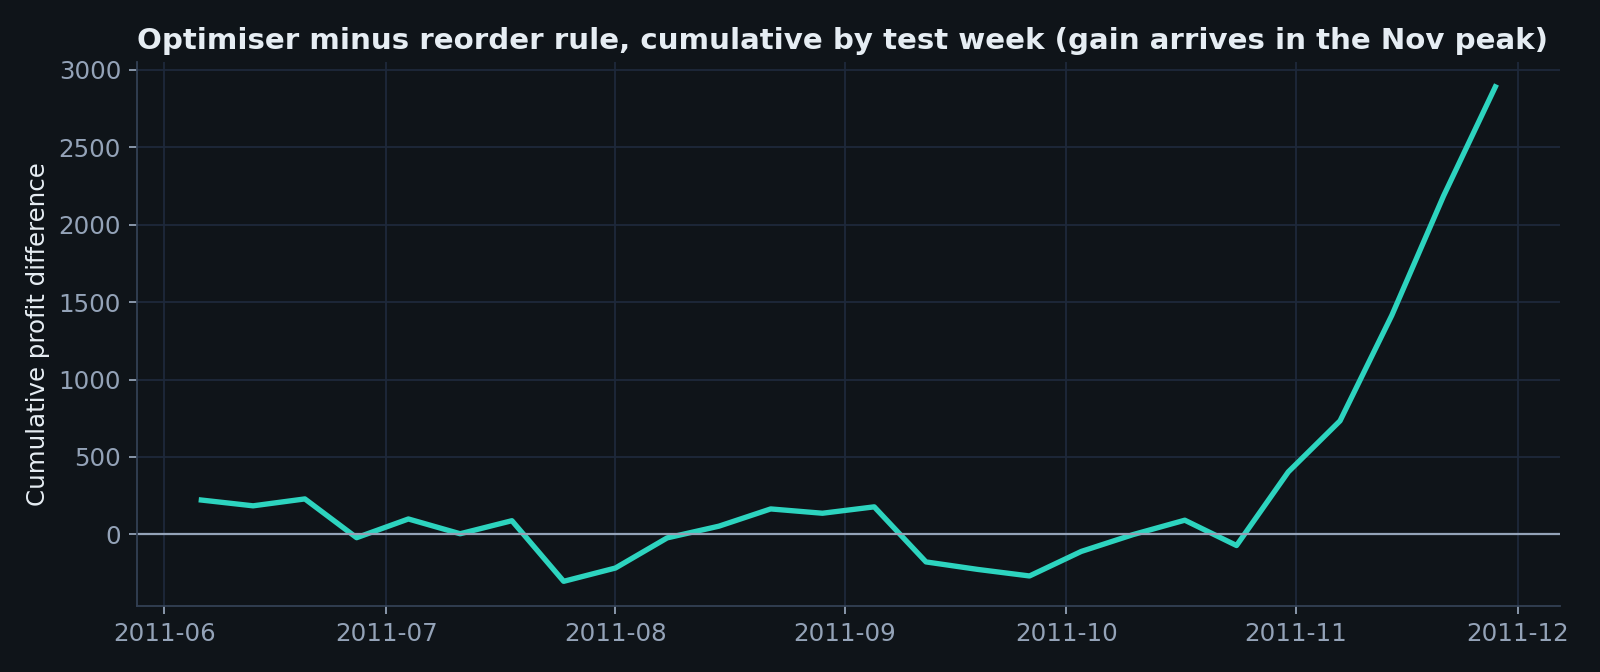 Optimiser minus reorder rule, cumulative by test week (gain arrives in the Nov peak)
Cumulative profit difference
3000
2500
2000
1500
1000
500
0
2011-06 2011-07 2011-08 2011-09 2011-10 2011-11 2011-12